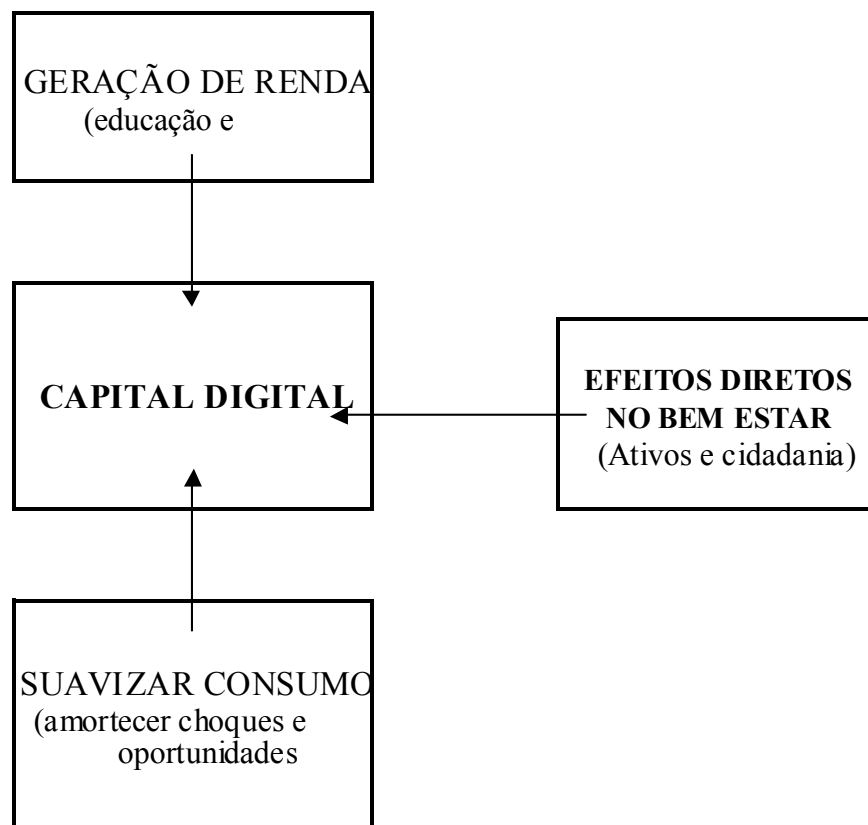 GERAÇÃO DE RENDA
(educação e
CAPITAL DIGITAL
EFEITOS DIRETOS
NO BEM ESTAR
(Ativos e cidadania)
SUAVIZAR CONSUMO
(amortecer choques e
oportunidades